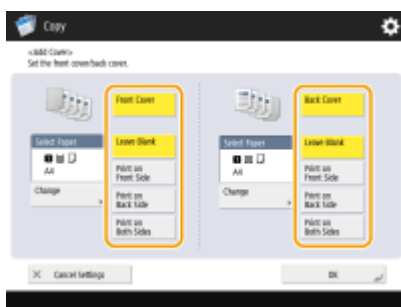 Copy
<Add Cover>
Set the front cover/back cover.
Front Cover
Select Paper
Leave Blank
A4
Print on
Front Side
Change
Print on
Back Side
Print on
Both Sides
Back Cover
Select Paper
Leave Blank
A4
Print on
Front Side
Change
Print on
Back Side
Print on
Both Sides
Cancel Settings
OK